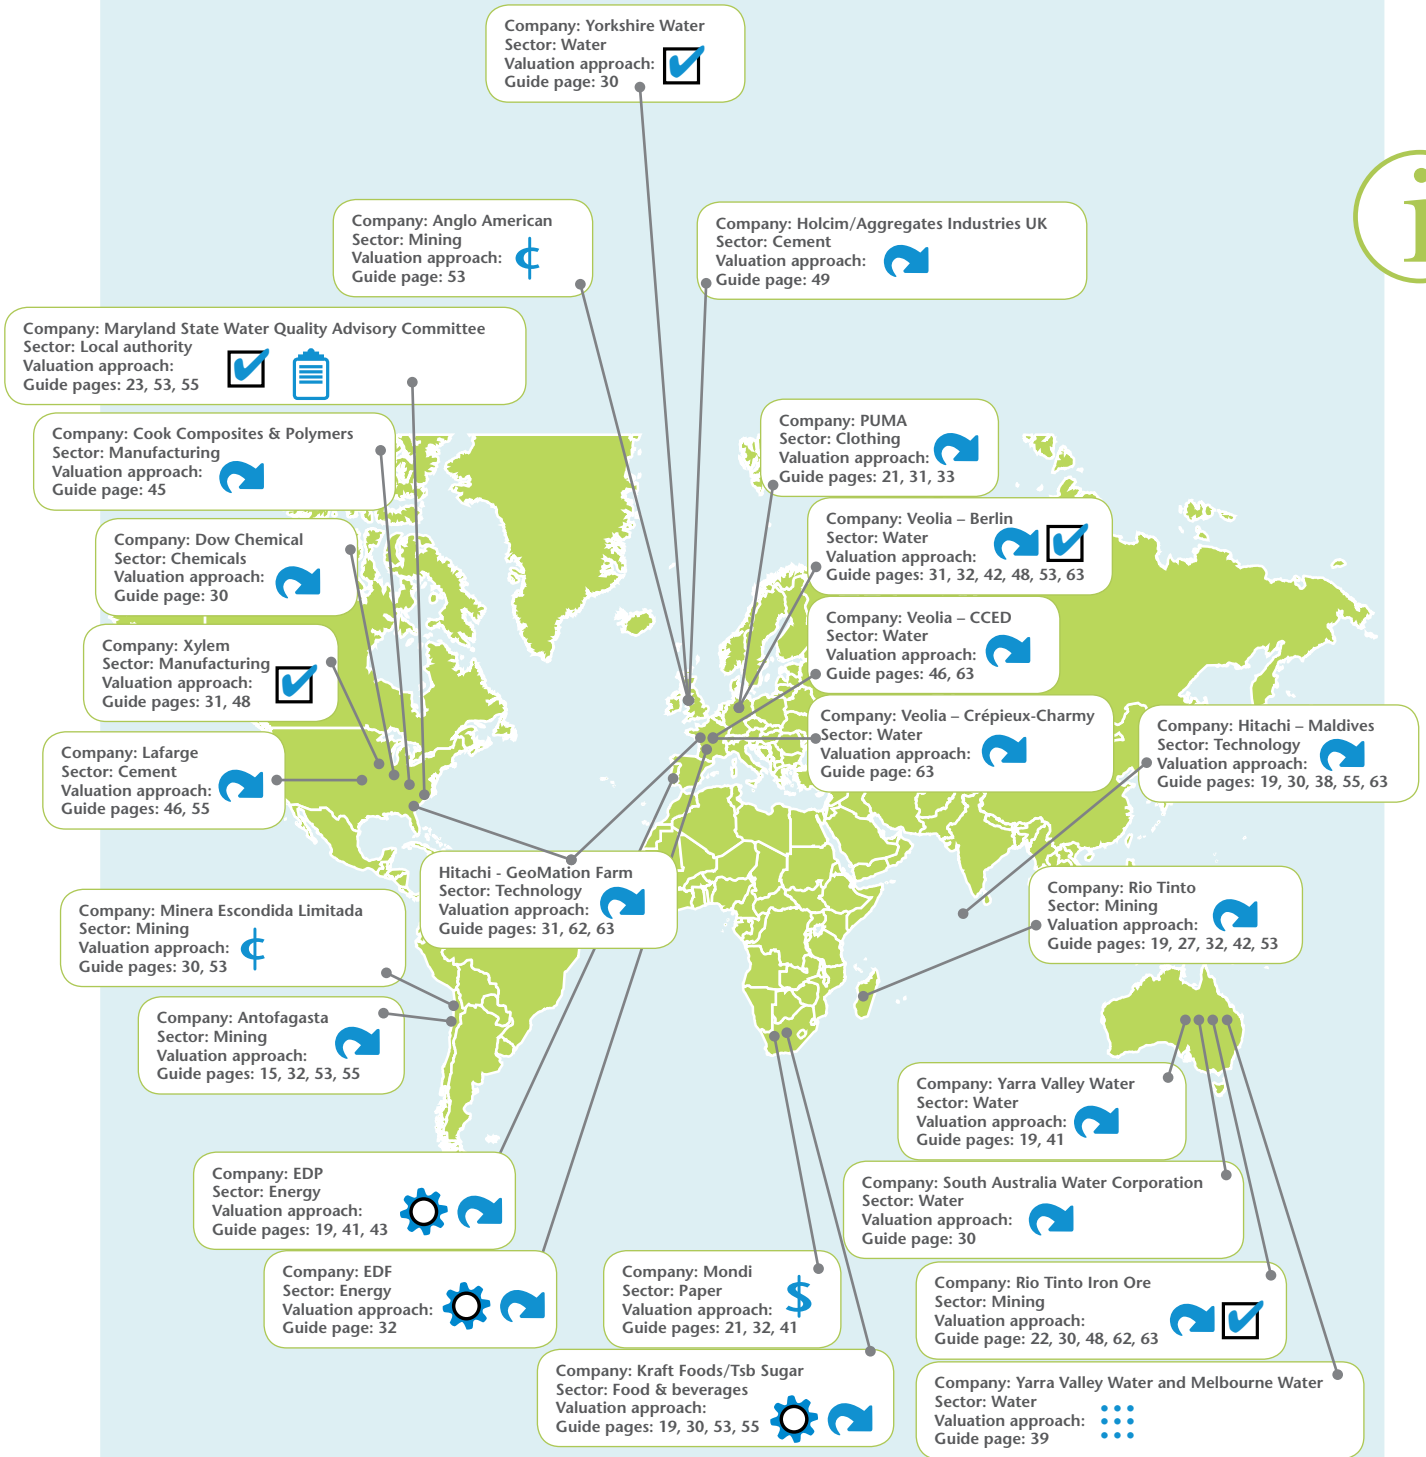 Company: Yorkshire Water
Sector: Water
Valuation approach:
Guide page: 30
Company: Anglo American
Sector: Mining
Valuation approach: ¢
Guide page: 53
Company: Holcim/Aggregates Industries UK
Sector: Cement
Valuation approach:
Guide page: 49
i
Company: Maryland State Water Quality Advisory Committee
Sector: Local authority
Valuation approach:
Guide pages: 23, 53, 55
Company: Cook Composites & Polymers
Sector: Manufacturing
Valuation approach:
Guide page: 45
Company: PUMA
Sector: Clothing
Valuation approach:
Guide pages: 21, 31, 33
Company: Dow Chemical
Sector: Chemicals
Valuation approach:
Guide page: 30
Company: Veolia – Berlin
Sector: Water
Valuation approach:
Guide pages: 31, 32, 42, 48, 53, 63
Company: Xylem
Sector: Manufacturing
Valuation approach:
Guide pages: 31, 48
Company: Veolia – CCED
Sector: Water
Valuation approach:
Guide pages: 46, 63
Company: Lafarge
Sector: Cement
Valuation approach:
Guide pages: 46, 55
Company: Veolia – Crépieux-Charmy
Sector: Water
Valuation approach:
Guide page: 63
Company: Hitachi – Maldives
Sector: Technology
Valuation approach:
Guide pages: 19, 30, 38, 55, 63
Hitachi - GeoMation Farm
Sector: Technology
Valuation approach:
Guide pages: 31, 62, 63
Company: Rio Tinto
Sector: Mining
Valuation approach:
Guide pages: 19, 27, 32, 42, 53
Company: Minera Escondida Limitada
Sector: Mining
Valuation approach: ¢
Guide pages: 30, 53
Company: Antofagasta
Sector: Mining
Valuation approach:
Guide pages: 15, 32, 53, 55
Company: Yarra Valley Water
Sector: Water
Valuation approach:
Guide pages: 19, 41
Company: EDP
Sector: Energy
Valuation approach:
Guide pages: 19, 41, 43
Company: South Australia Water Corporation
Sector: Water
Valuation approach:
Guide page: 30
Company: EDF
Sector: Energy
Valuation approach:
Guide page: 32
Company: Mondi
Sector: Paper
Valuation approach: $
Guide pages: 21, 32, 41
Company: Rio Tinto Iron Ore
Sector: Mining
Valuation approach:
Guide page: 22, 30, 48, 62, 63
Company: Kraft Foods/Tsb Sugar
Sector: Food & beverages
Valuation approach:
Guide pages: 19, 30, 53, 55
Company: Yarra Valley Water and Melbourne Water
Sector: Water
Valuation approach:
Guide page: 39